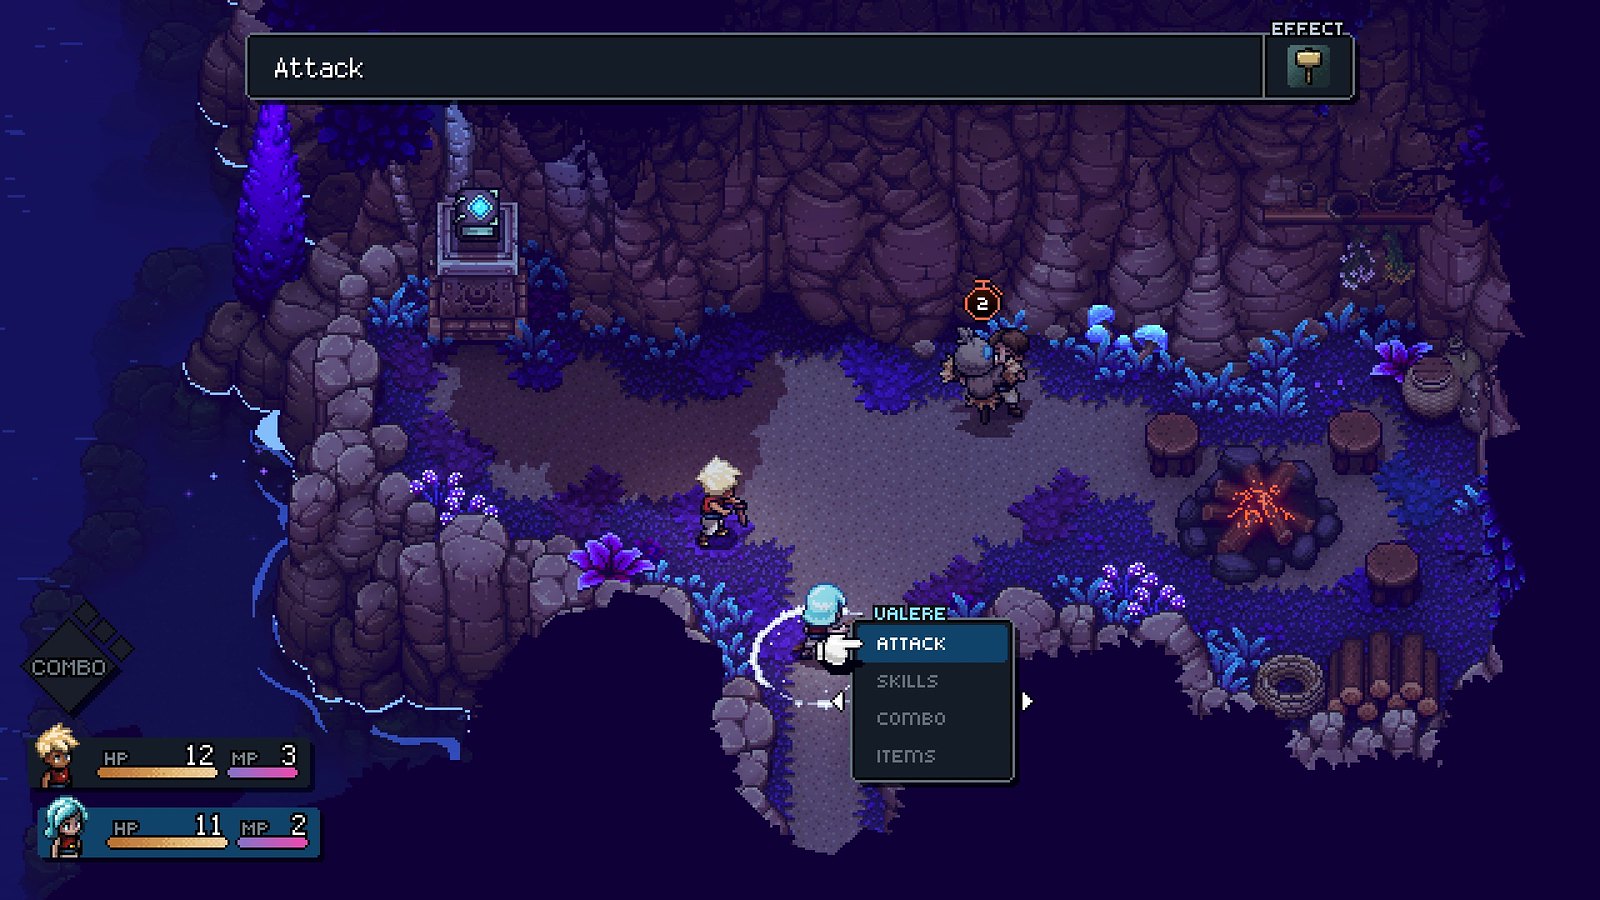 EFFECT
Attack
2
VALERE
ATTACK
SKILLS
COMBO
ITEMS
COMBO
HP 12 MP 3
HP 11 MP 2